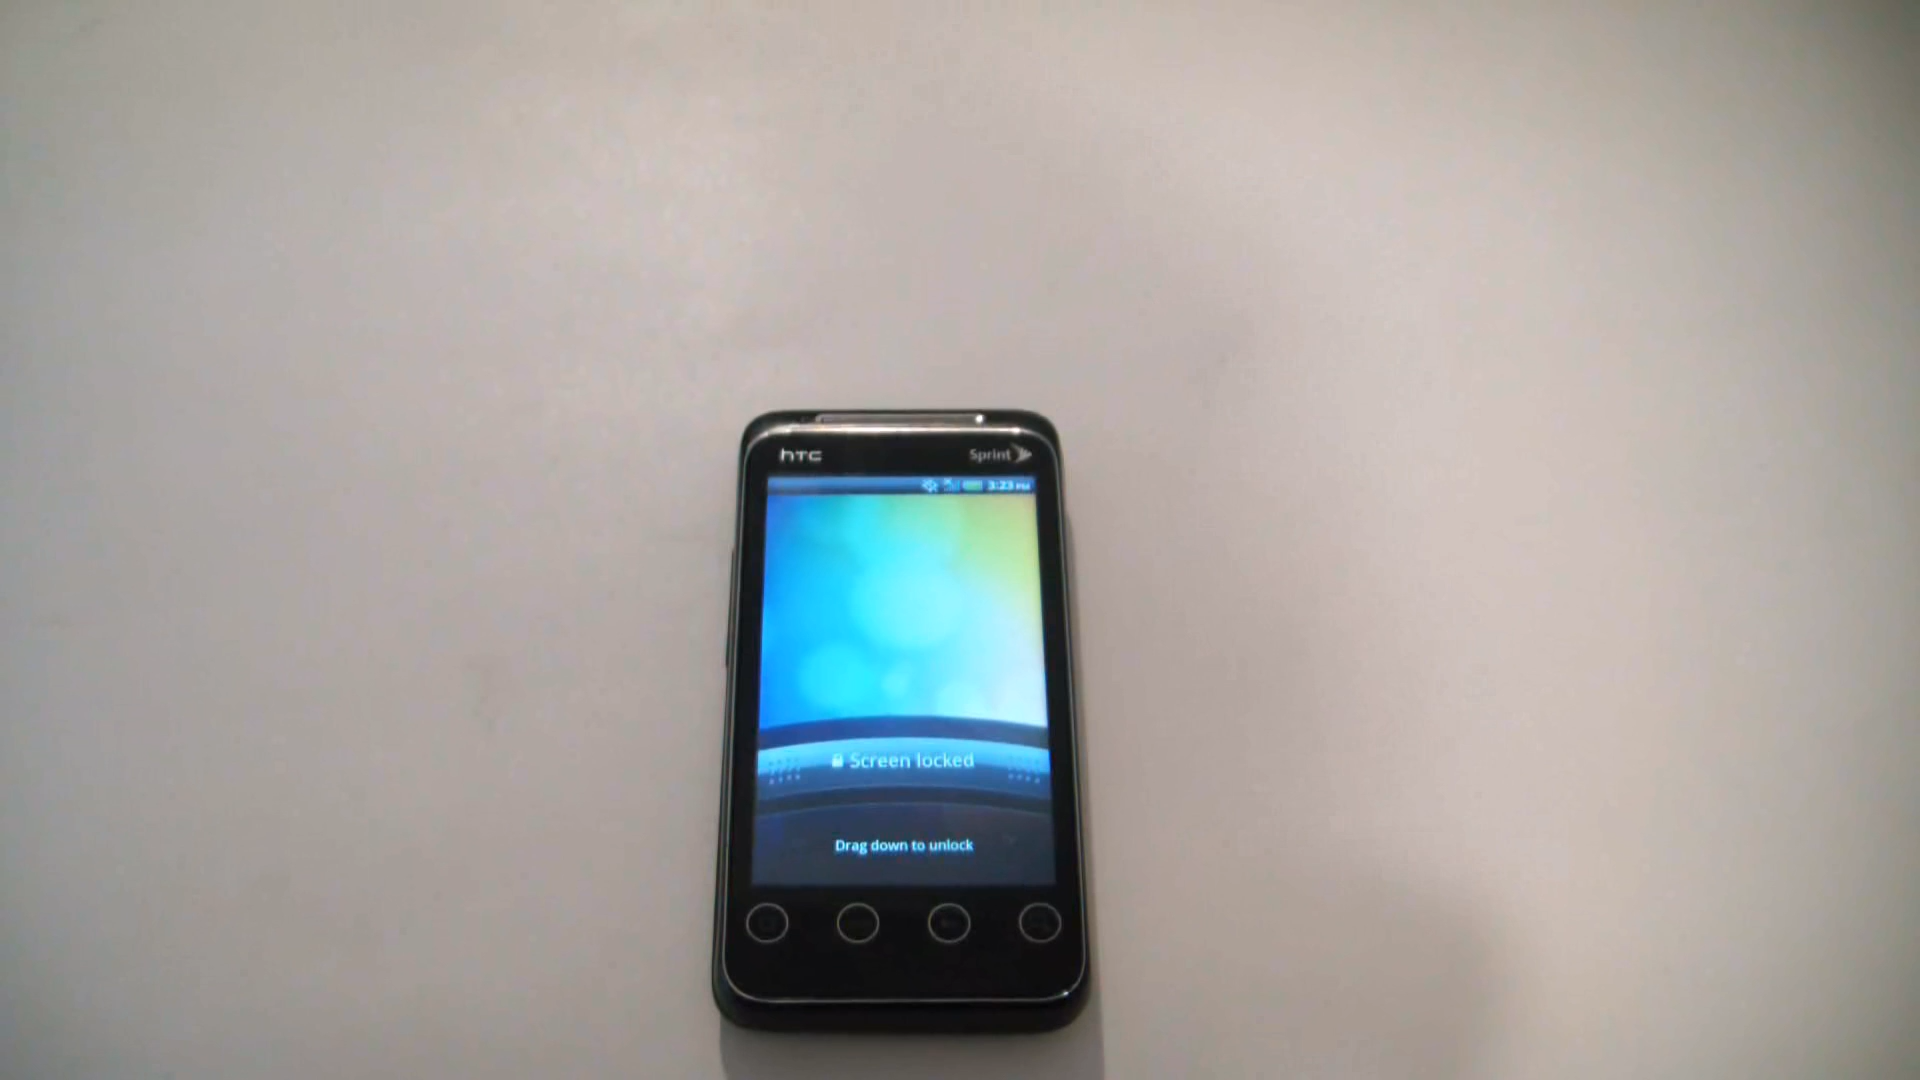 hTC
Sprint
3:23 PM
Screen locked
Drag down to unlock